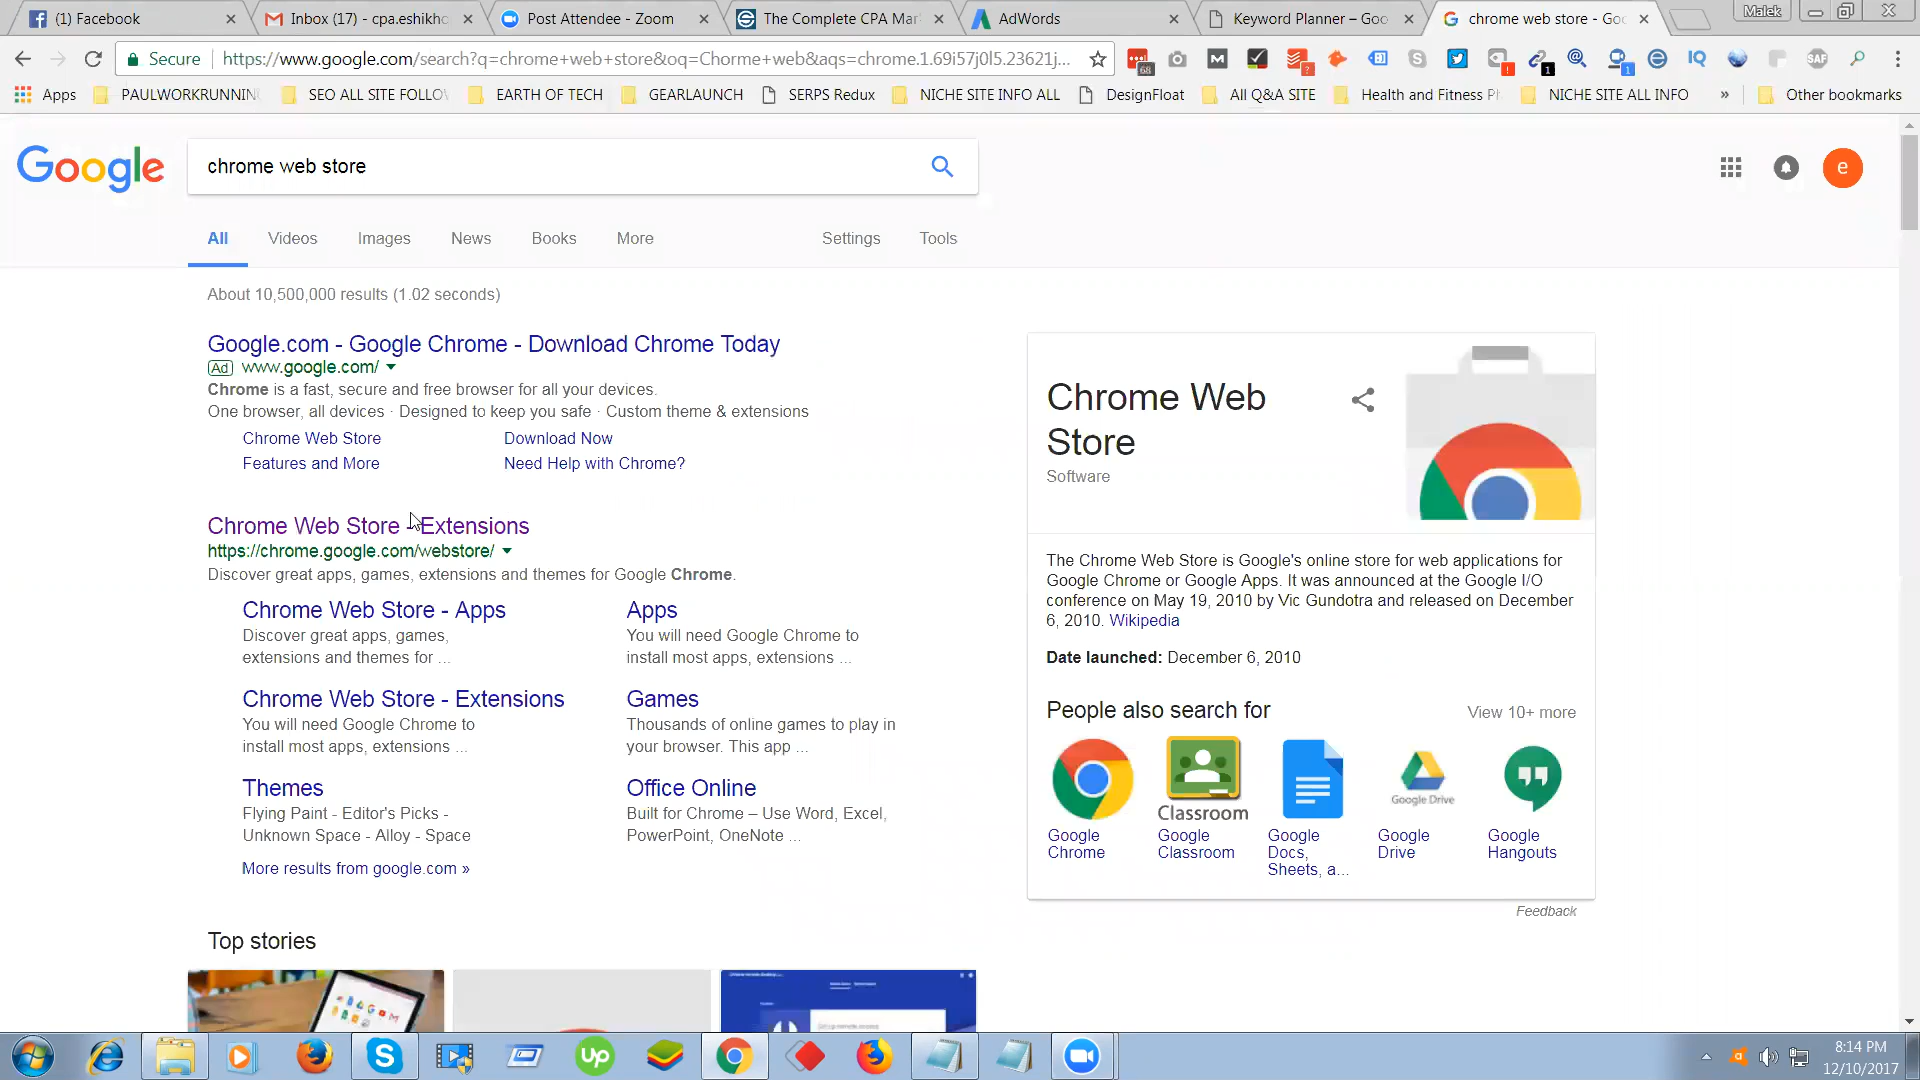 (1) Facebook
Inbox (17) - cpa.eshikho
Post Attendee - Zoom
The Complete CPA Mar
AdWords
Keyword Planner – Goo
chrome web store - Goo
Malek
Secure
https://www.google.com/search?q=chrome+web+store&oq=Chorme+web&aqs=chrome.1.69i57j0l5.23621j...
Apps
PAULWORKRUNNING
SEO ALL SITE FOLLOW
EARTH OF TECH
GEARLAUNCH
SERPS Redux
NICHE SITE INFO ALL
DesignFloat
All Q&A SITE
Health and Fitness Ph
NICHE SITE ALL INFO
»
Other bookmarks
Google
chrome web store
e
All
Videos
Images
News
Books
More
Settings
Tools
About 10,500,000 results (1.02 seconds)
Google.com - Google Chrome - Download Chrome Today
Ad www.google.com/
Chrome is a fast, secure and free browser for all your devices.
One browser, all devices · Designed to keep you safe · Custom theme & extensions
Chrome Web Store
Download Now
Features and More
Need Help with Chrome?
Chrome Web Store - Extensions
https://chrome.google.com/webstore/
Discover great apps, games, extensions and themes for Google Chrome.
Chrome Web Store - Apps
Discover great apps, games,
extensions and themes for ...
Apps
You will need Google Chrome to
install most apps, extensions ...
Chrome Web Store - Extensions
You will need Google Chrome to
install most apps, extensions ...
Games
Thousands of online games to play in
your browser. This app ...
Themes
Flying Paint - Editor's Picks -
Unknown Space - Alloy - Space
Office Online
Built for Chrome – Use Word, Excel,
PowerPoint, OneNote ...
More results from google.com »
Top stories
Chrome Web
Store
Software
The Chrome Web Store is Google's online store for web applications for
Google Chrome or Google Apps. It was announced at the Google I/O
conference on May 19, 2010 by Vic Gundotra and released on December
6, 2010. Wikipedia
Date launched: December 6, 2010
People also search for
View 10+ more
Classroom
Google Drive
Google
Chrome
Google
Classroom
Google
Docs,
Sheets, a...
Google
Drive
Google
Hangouts
Feedback
Up
8:14 PM
12/10/2017